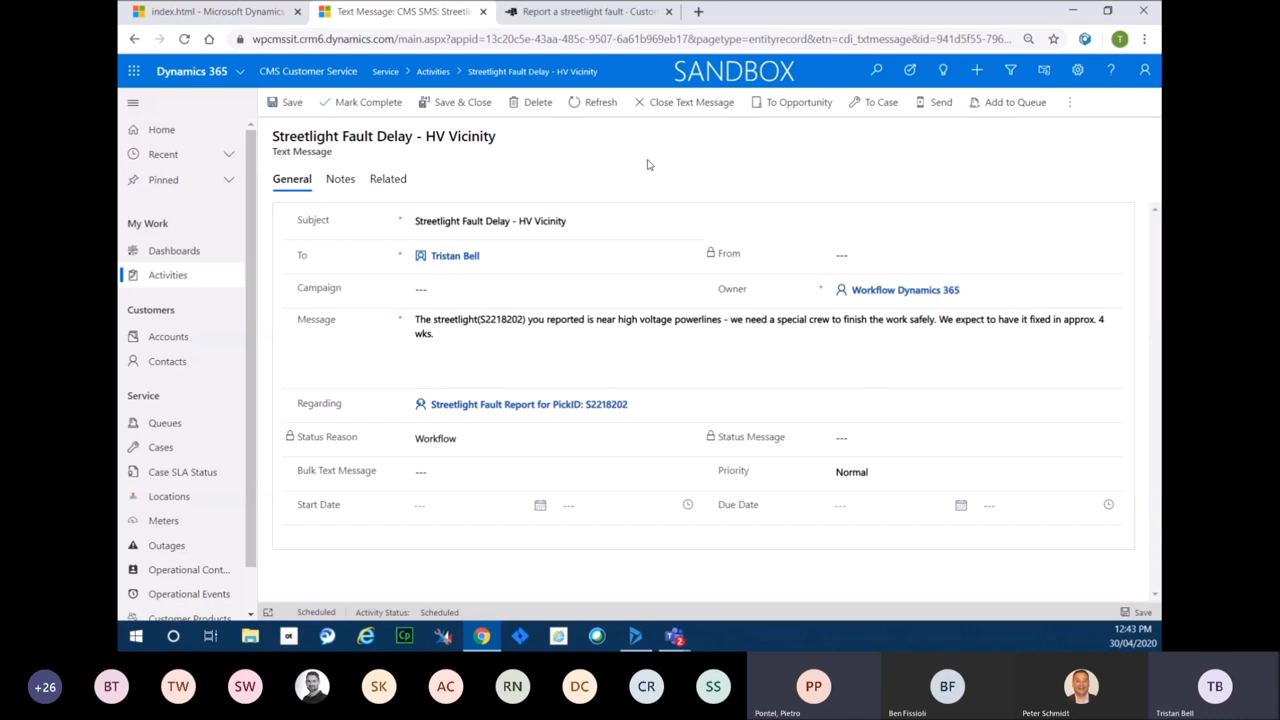 index.html - Microsoft Dynamics
Text Message: CMS SMS: Streetli
Report a streetlight fault - Custo
wpcmssit.crm6.dynamics.com/main.aspx?appid=13c20c5e-43aa-485c-9507-6a61b969eb17&pagetype=entityrecord&etn=cdi_txtmessage&id=941d5f55-796...
T
Dynamics 365
CMS Customer Service
Service
Activities
Streetlight Fault Delay - HV Vicinity
SANDBOX
Save
Mark Complete
Save & Close
Delete
Refresh
Close Text Message
To Opportunity
To Case
Send
Add to Queue
Streetlight Fault Delay - HV Vicinity
Text Message
General
Notes
Related
Home
Recent
Pinned
My Work
Dashboards
Activities
Customers
Accounts
Contacts
Service
Queues
Cases
Case SLA Status
Locations
Meters
Outages
Operational Cont...
Operational Events
Customer Products
Subject * Streetlight Fault Delay - HV Vicinity
To * Tristan Bell
From ---
Campaign ---
Owner * Workflow Dynamics 365
Message * The streetlight(S2218202) you reported is near high voltage powerlines - we need a special crew to finish the work safely. We expect to have it fixed in approx. 4
wks.
Regarding Streetlight Fault Report for PickID: S2218202
Status Reason Workflow
Status Message ---
Bulk Text Message ---
Priority Normal
Start Date --- ---
Due Date --- ---
Scheduled
Activity Status: Scheduled
Save
ot
Cp
2
12:43 PM
30/04/2020
+26
BT
TW
SW
SK
AC
RN
DC
CR
SS
PP
Pontel, Pietro
BF
Ben Fissioli
Peter Schmidt
TB
Tristan Bell